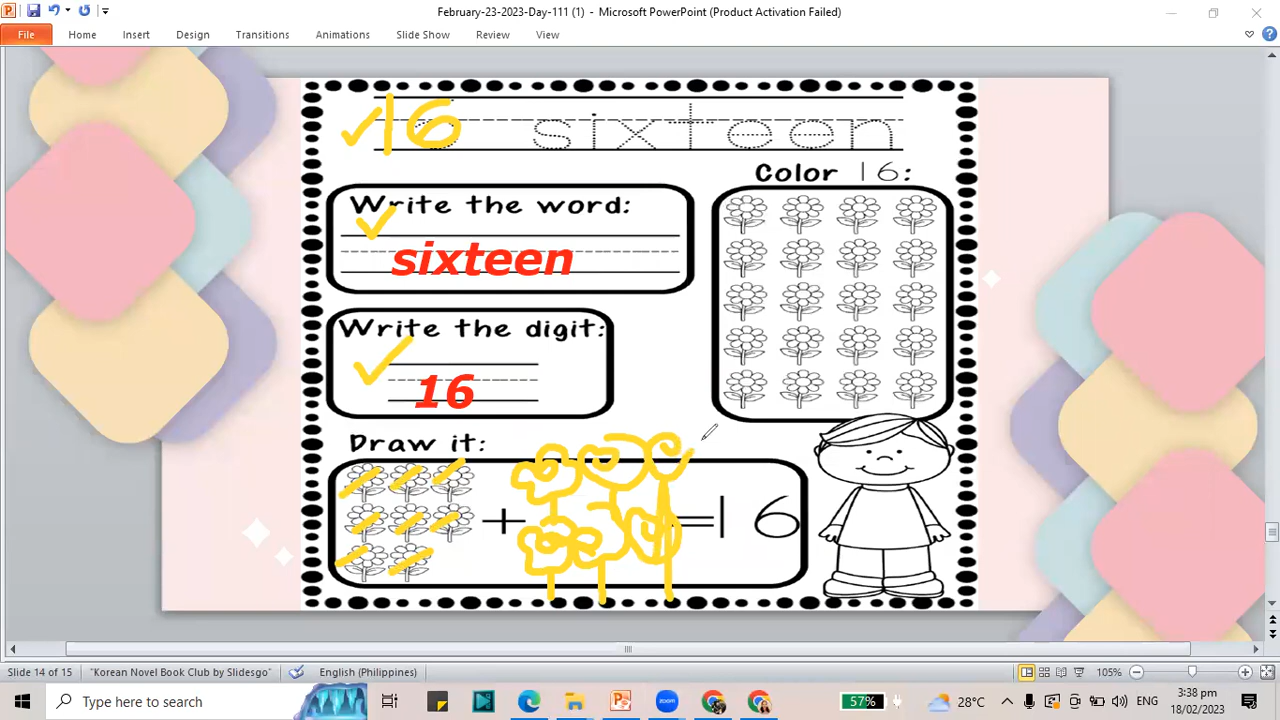 February-23-2023-Day-111 (1) - Microsoft PowerPoint (Product Activation Failed)
File Home Insert Design Transitions Animations Slide Show Review View
16 sixteen
Color 16:
Write the word:
sixteen
Write the digit:
16
Draw it:
+ =16
Slide 14 of 15 "Korean Novel Book Club by Slidesgo" English (Philippines) 105%
Type here to search zoom 57% 28°C ENG 3:38 pm
18/02/2023